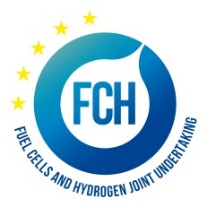 FCH
FUEL CELLS AND HYDROGEN JOINT UNDERTAKING